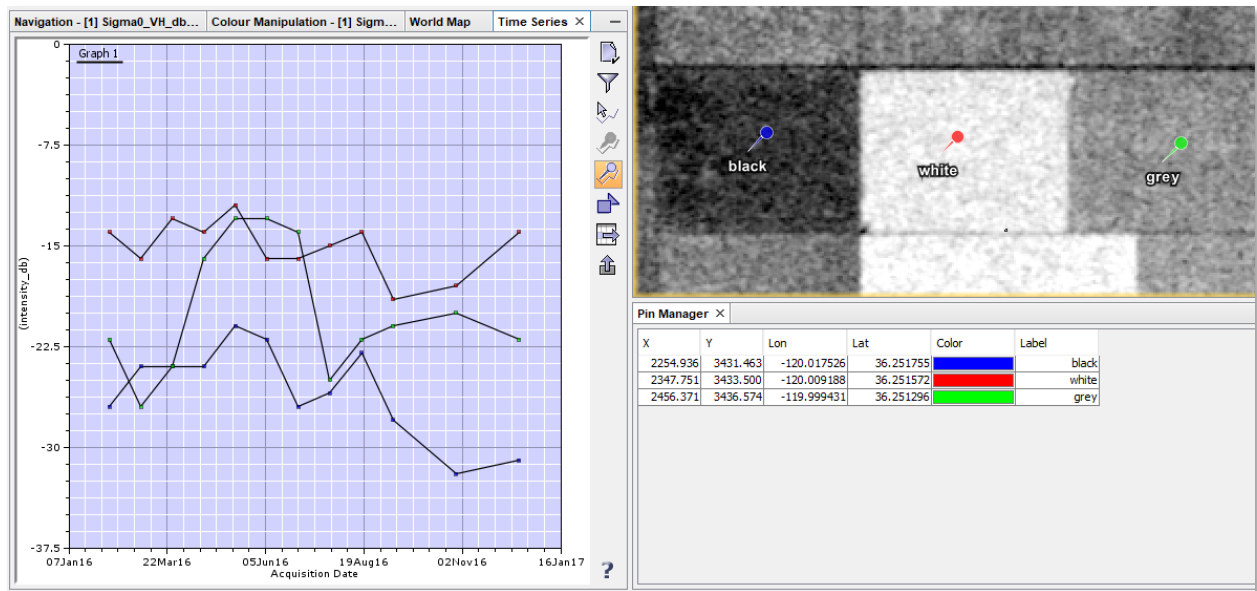 Navigation - [1] Sigma0_VH_db...
Colour Manipulation - [1] Sigm...
World Map
Time Series ×
Graph 1
0
-7.5
-15
-22.5
-30
-37.5
(intensity_db)
07Jan16 22Mar16 05Jun16 19Aug16 02Nov16 16Jan17
Acquisition Date
?
black
white
grey
Pin Manager ×
X Y Lon Lat Color Label
2254.936 3431.463 -120.017526 36.251755 black
2347.751 3433.500 -120.009188 36.251572 white
2456.371 3436.574 -119.999431 36.251296 grey